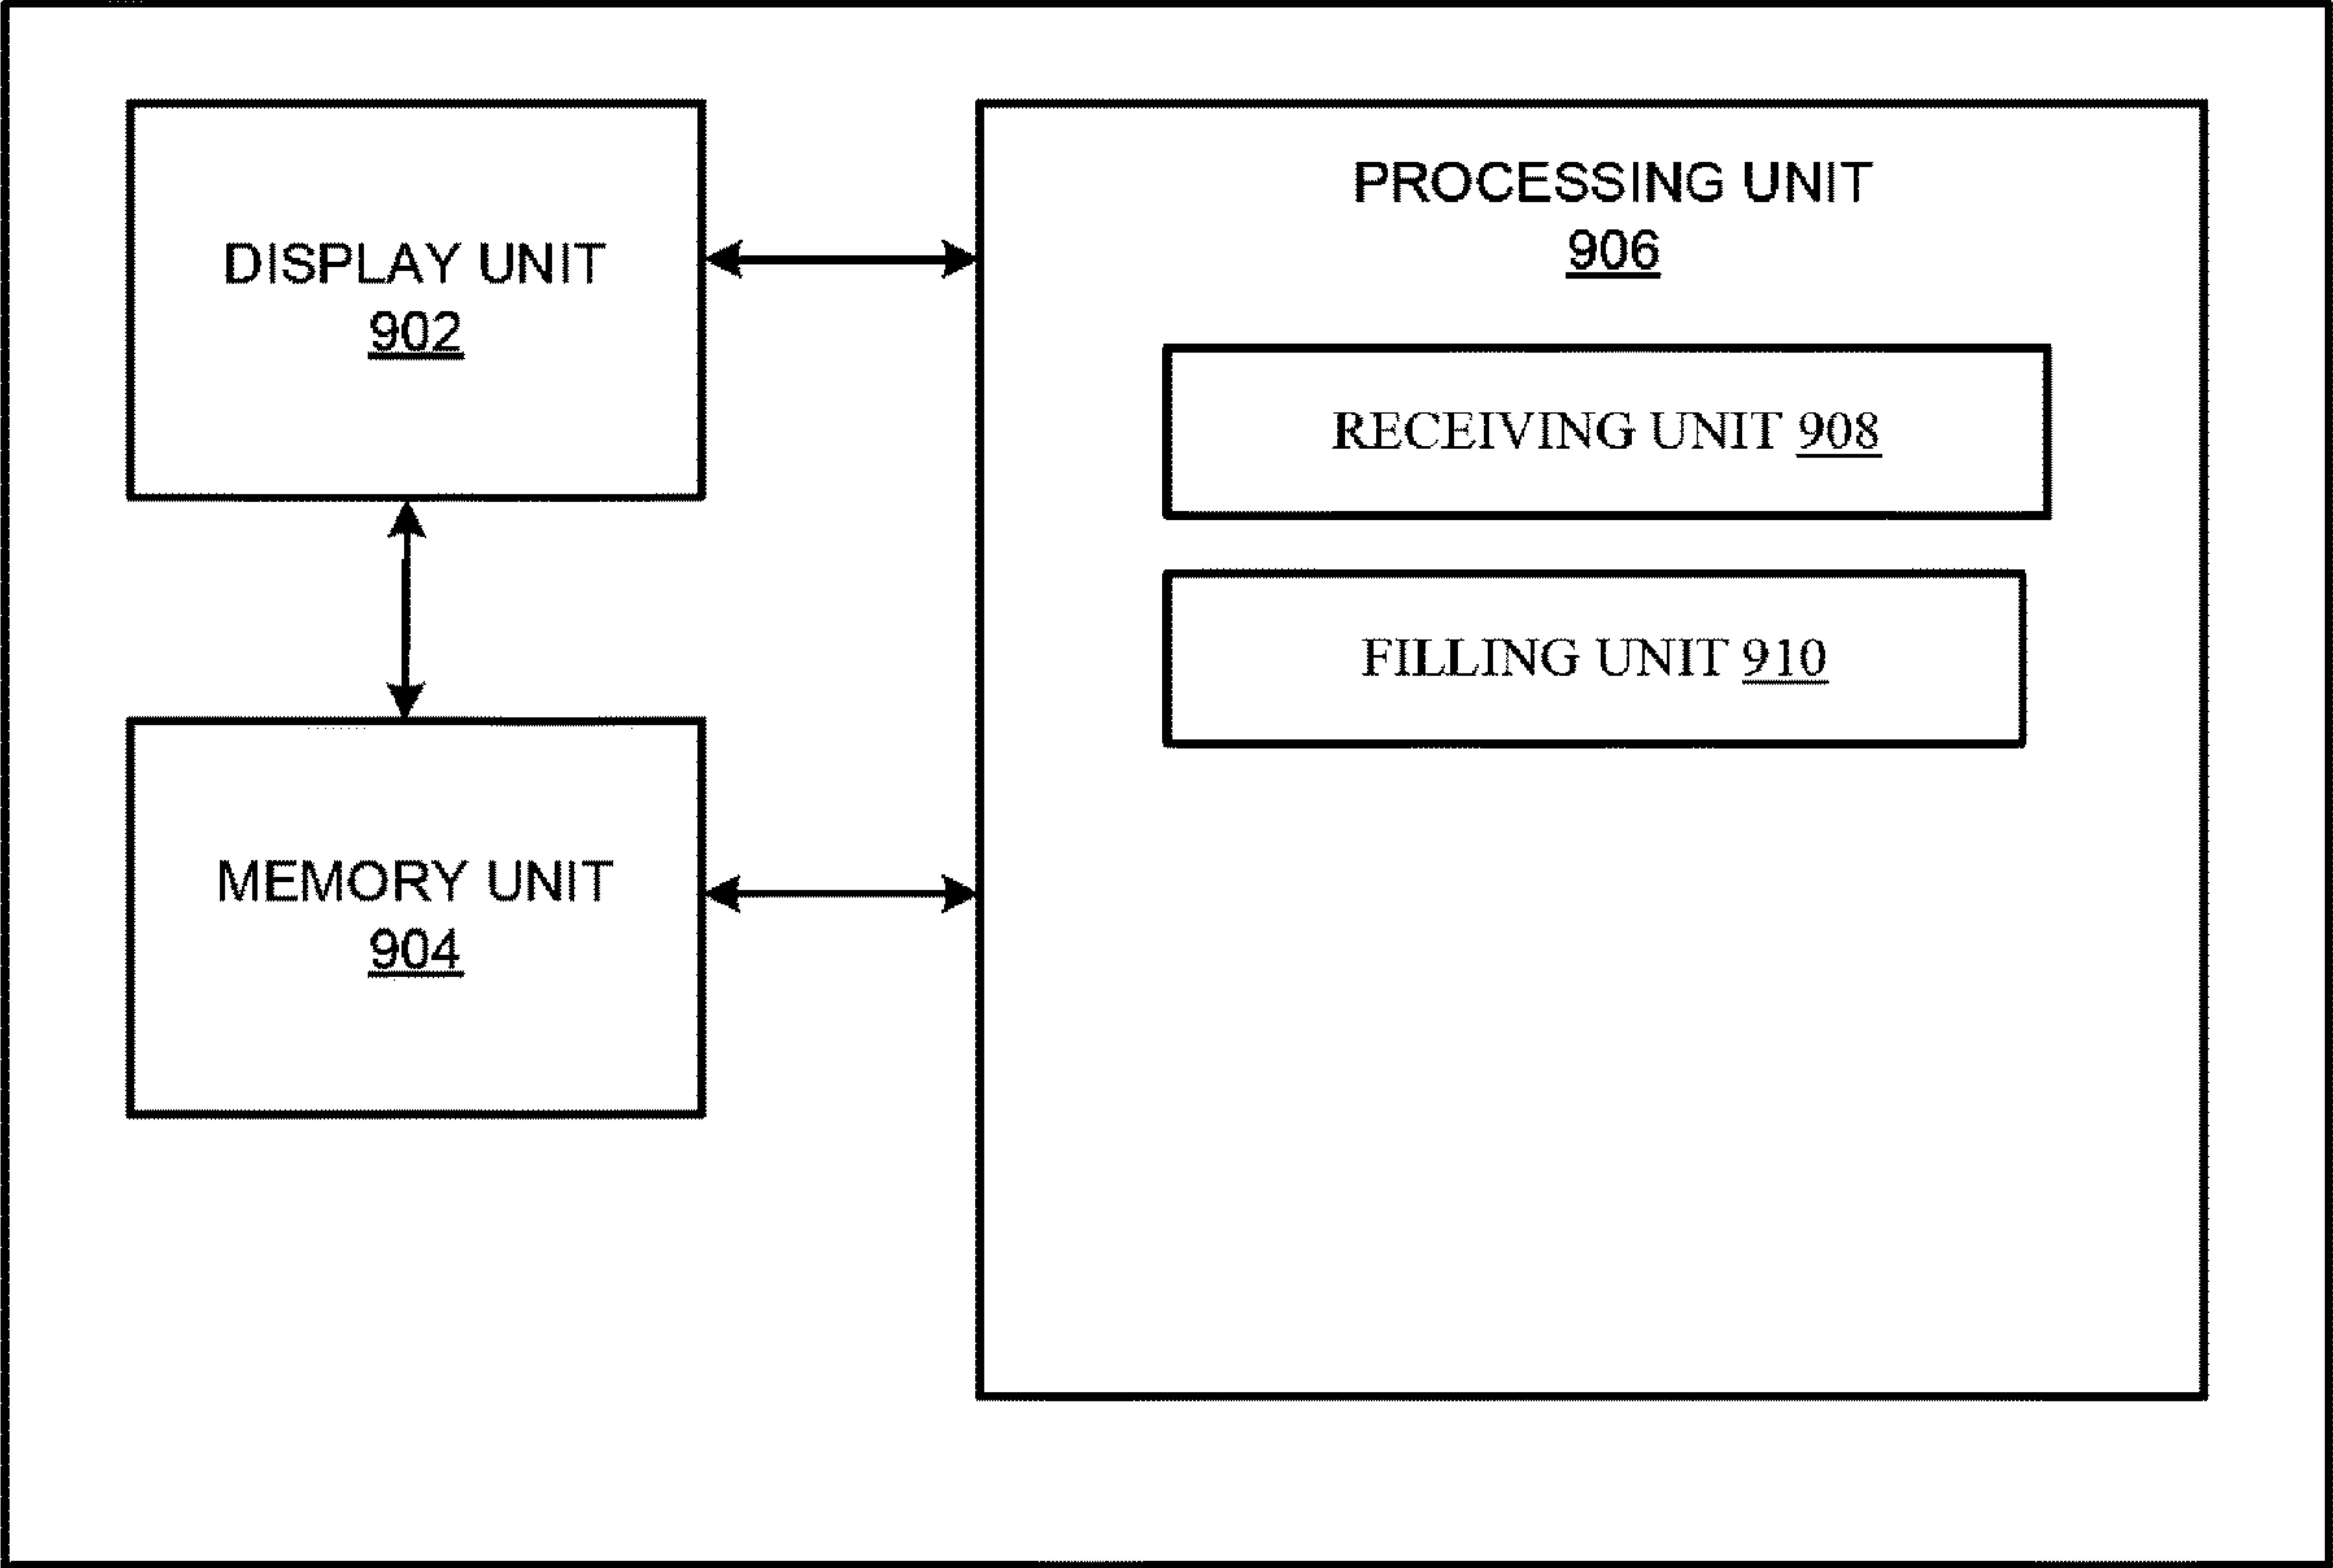 DISPLAY UNIT
902
PROCESSING UNIT
906
RECEIVING UNIT 908
FILLING UNIT 910
MEMORY UNIT
904